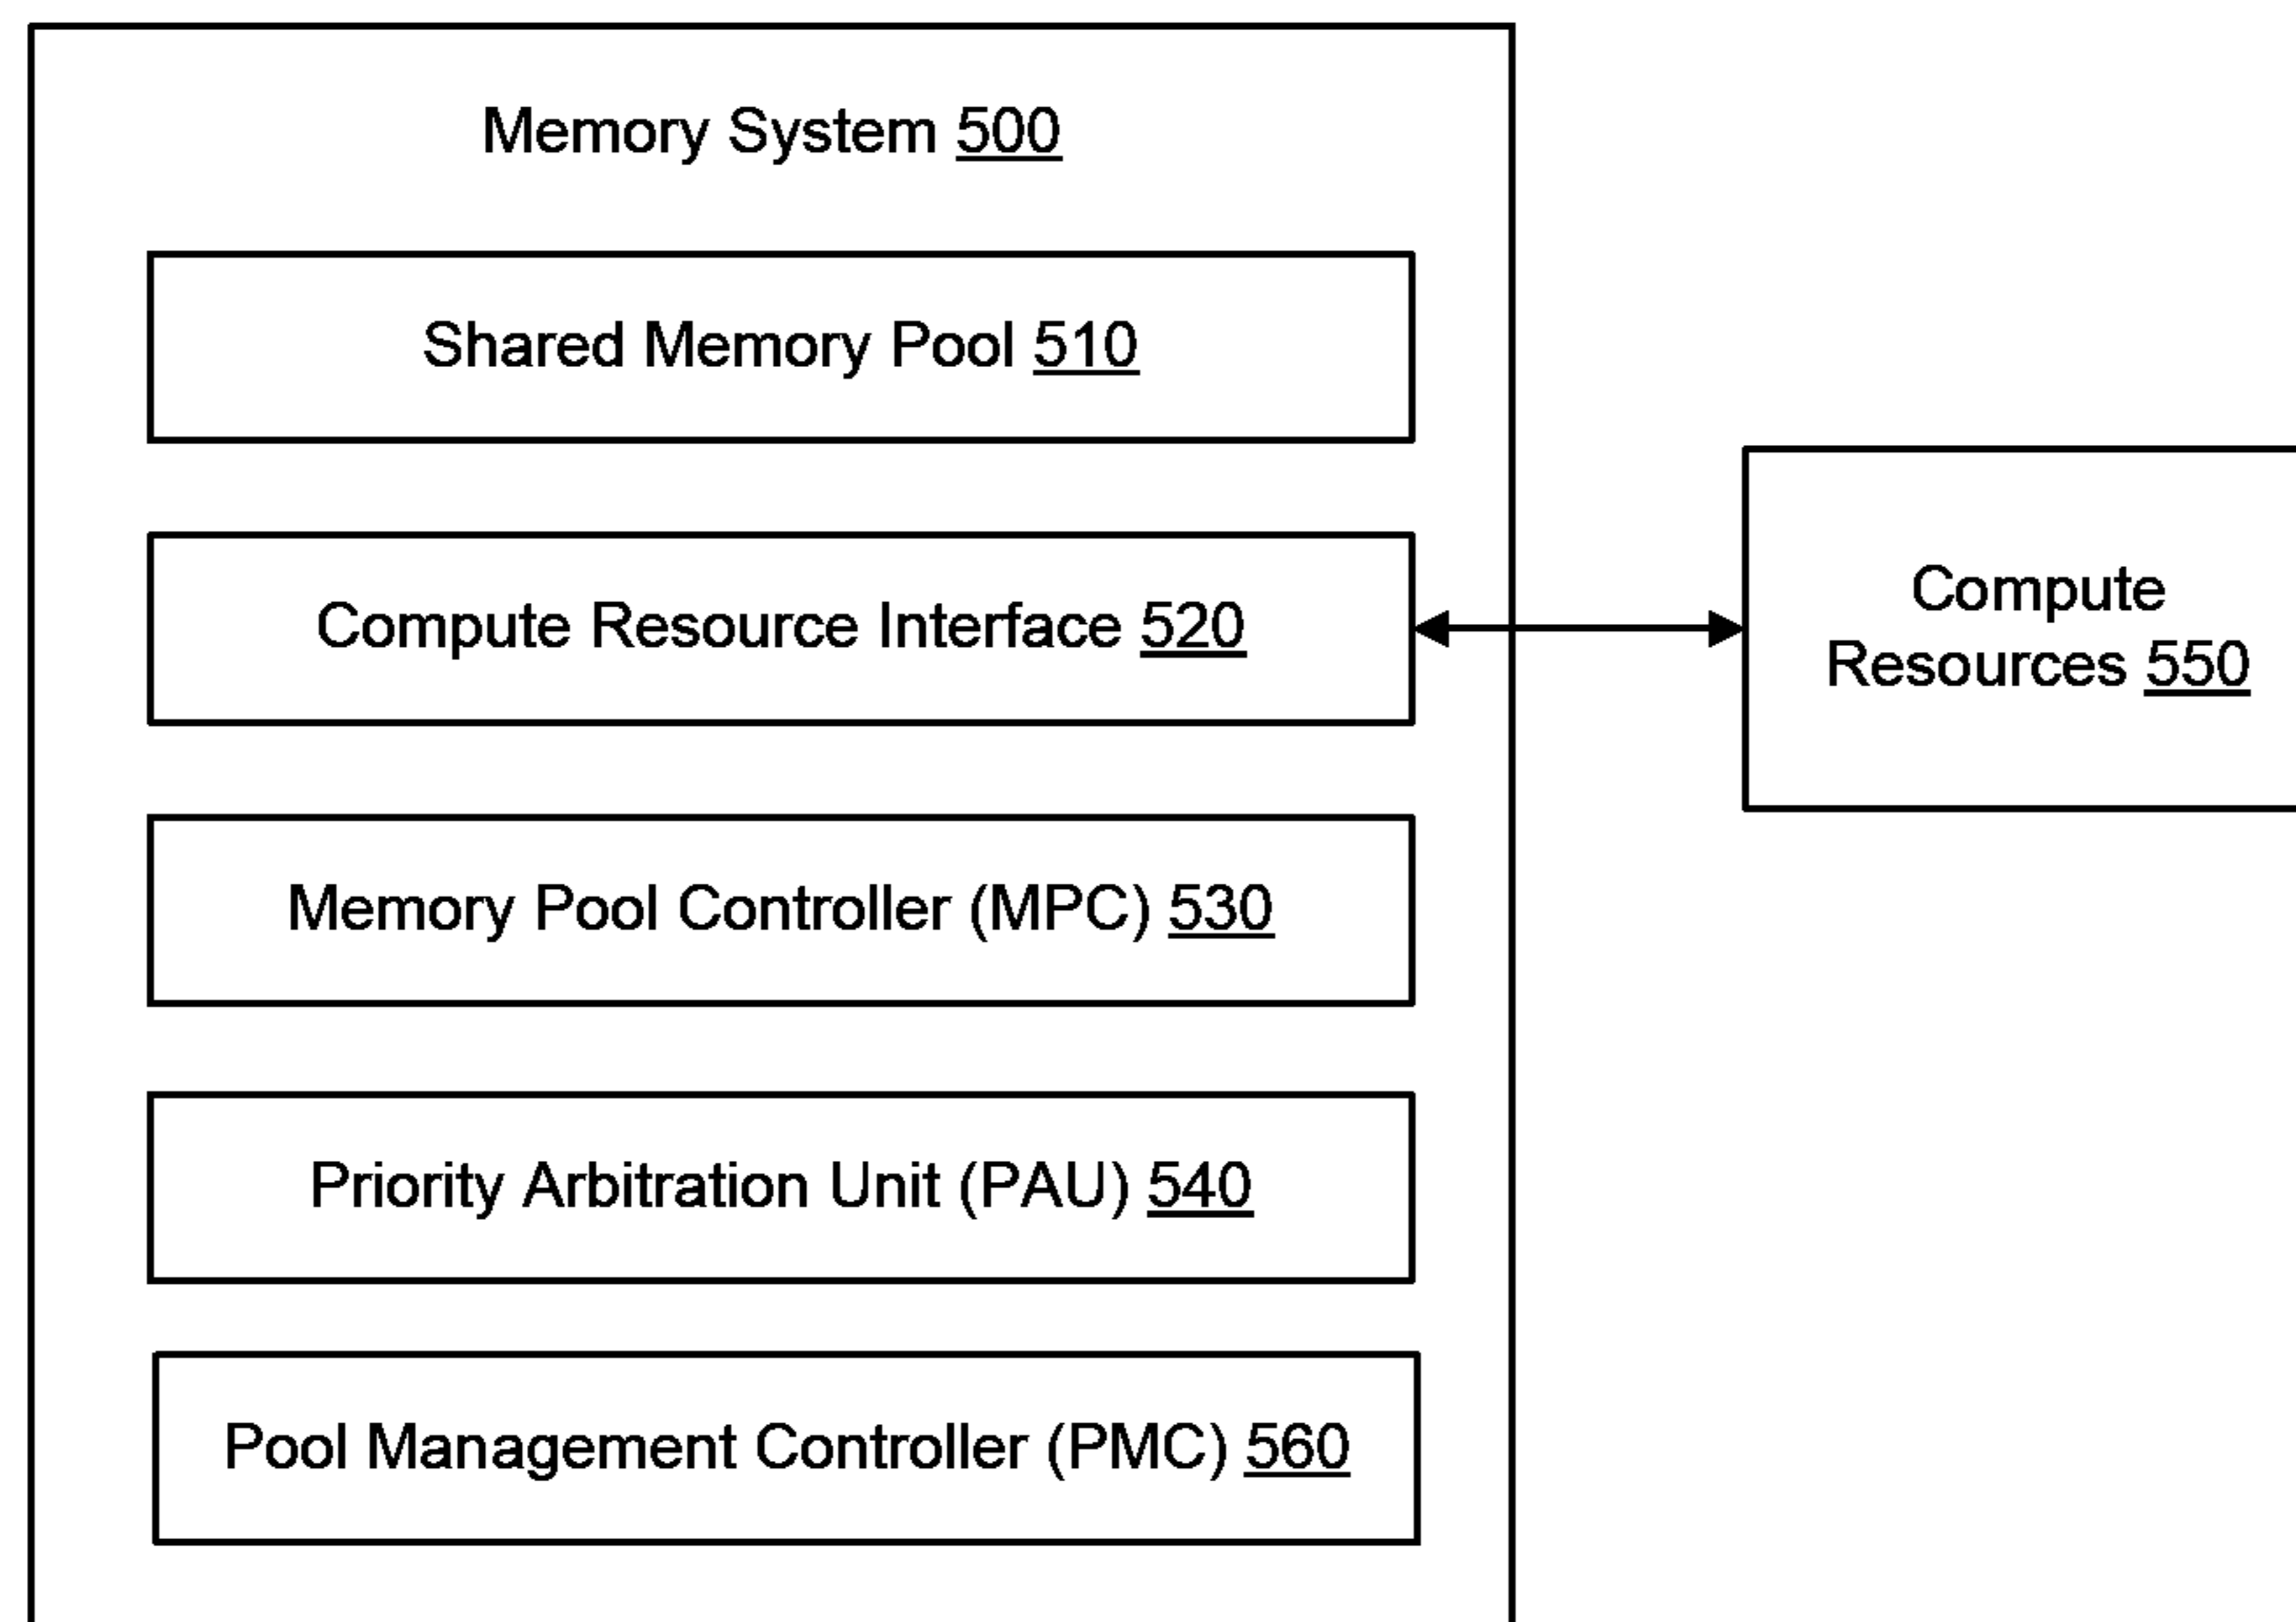 Memory System 500
Shared Memory Pool 510
Compute Resource Interface 520
Compute
Resources 550
Memory Pool Controller (MPC) 530
Priority Arbitration Unit (PAU) 540
Pool Management Controller (PMC) 560